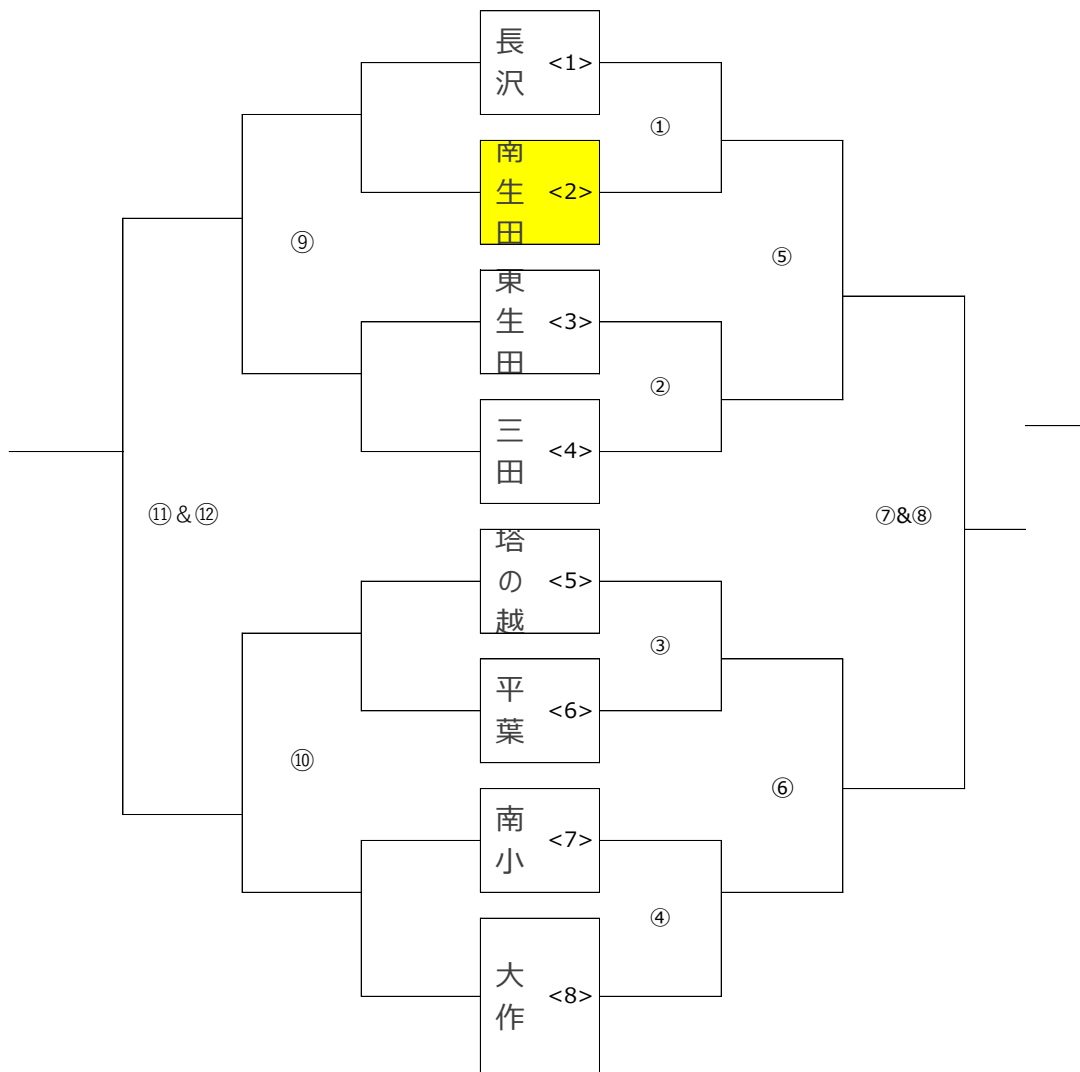 長沢 <1>
①
南生田 <2>
⑨
⑤
東生田 <3>
②
三田 <4>
⑪&⑫
⑦&⑧
塔の越 <5>
③
平葉 <6>
⑩
⑥
南小 <7>
④
大作 <8>